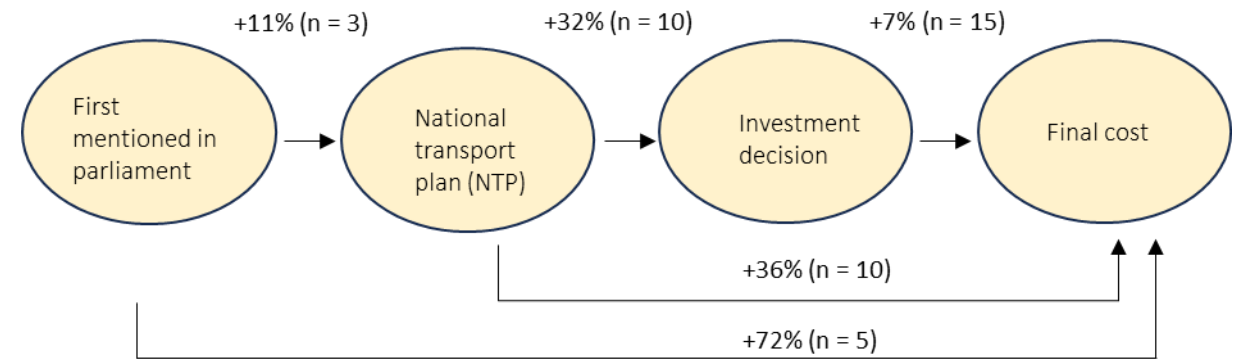 +11% (n = 3)
+32% (n = 10)
+7% (n = 15)
First
mentioned in
parliament
National
transport
plan (NTP)
Investment
decision
Final cost
+36% (n = 10)
+72% (n = 5)